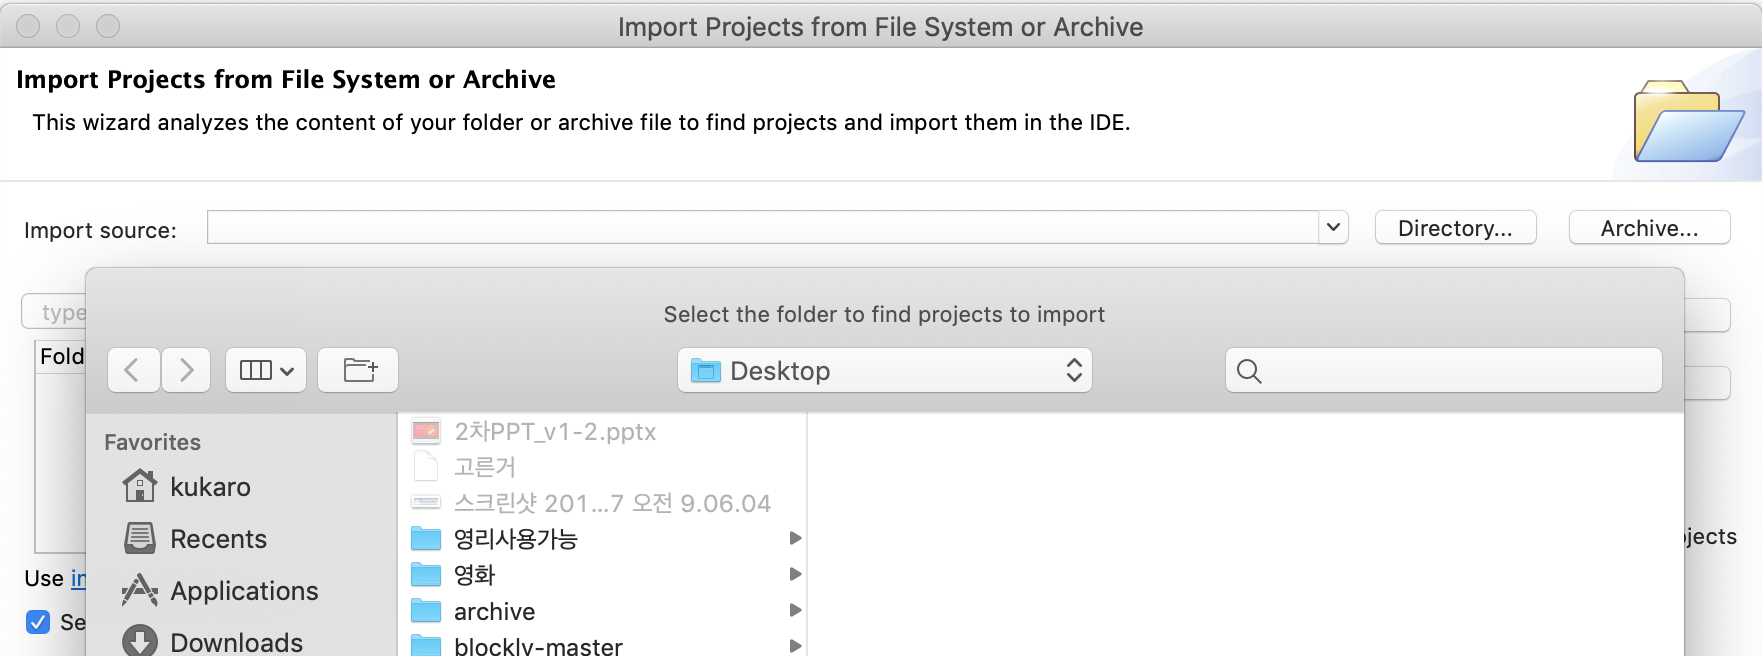 Import Projects from File System or Archive
Import Projects from File System or Archive
This wizard analyzes the content of your folder or archive file to find projects and import them in the IDE.
Import source:
Directory...
Archive...
type
Select the folder to find projects to import
Fold
Desktop
Favorites
kukaro
Recents
Applications
Downloads
2차PPT_v1-2.pptx
고른거
스크린샷 201...7 오전 9.06.04
영리사용가능
영화
archive
blockly-master
jects
Use in
Se